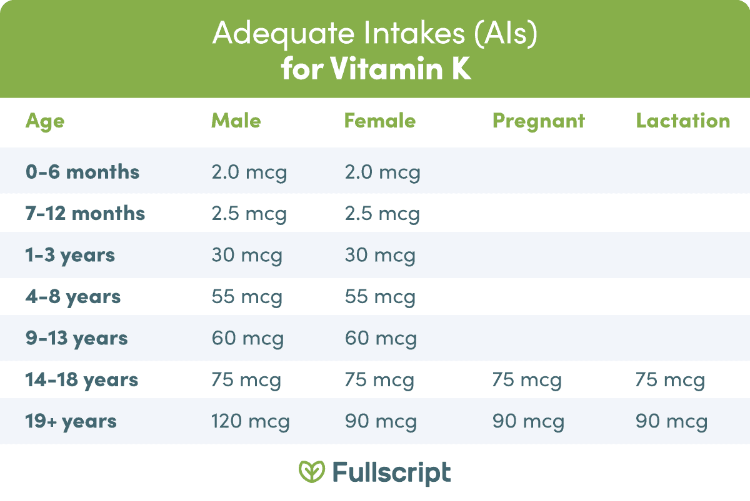 Adequate Intakes (AIs)
for Vitamin K
Age Male Female Pregnant Lactation
0-6 months 2.0 mcg 2.0 mcg
7-12 months 2.5 mcg 2.5 mcg
1-3 years 30 mcg 30 mcg
4-8 years 55 mcg 55 mcg
9-13 years 60 mcg 60 mcg
14-18 years 75 mcg 75 mcg 75 mcg 75 mcg
19+ years 120 mcg 90 mcg 90 mcg 90 mcg
Fullscript